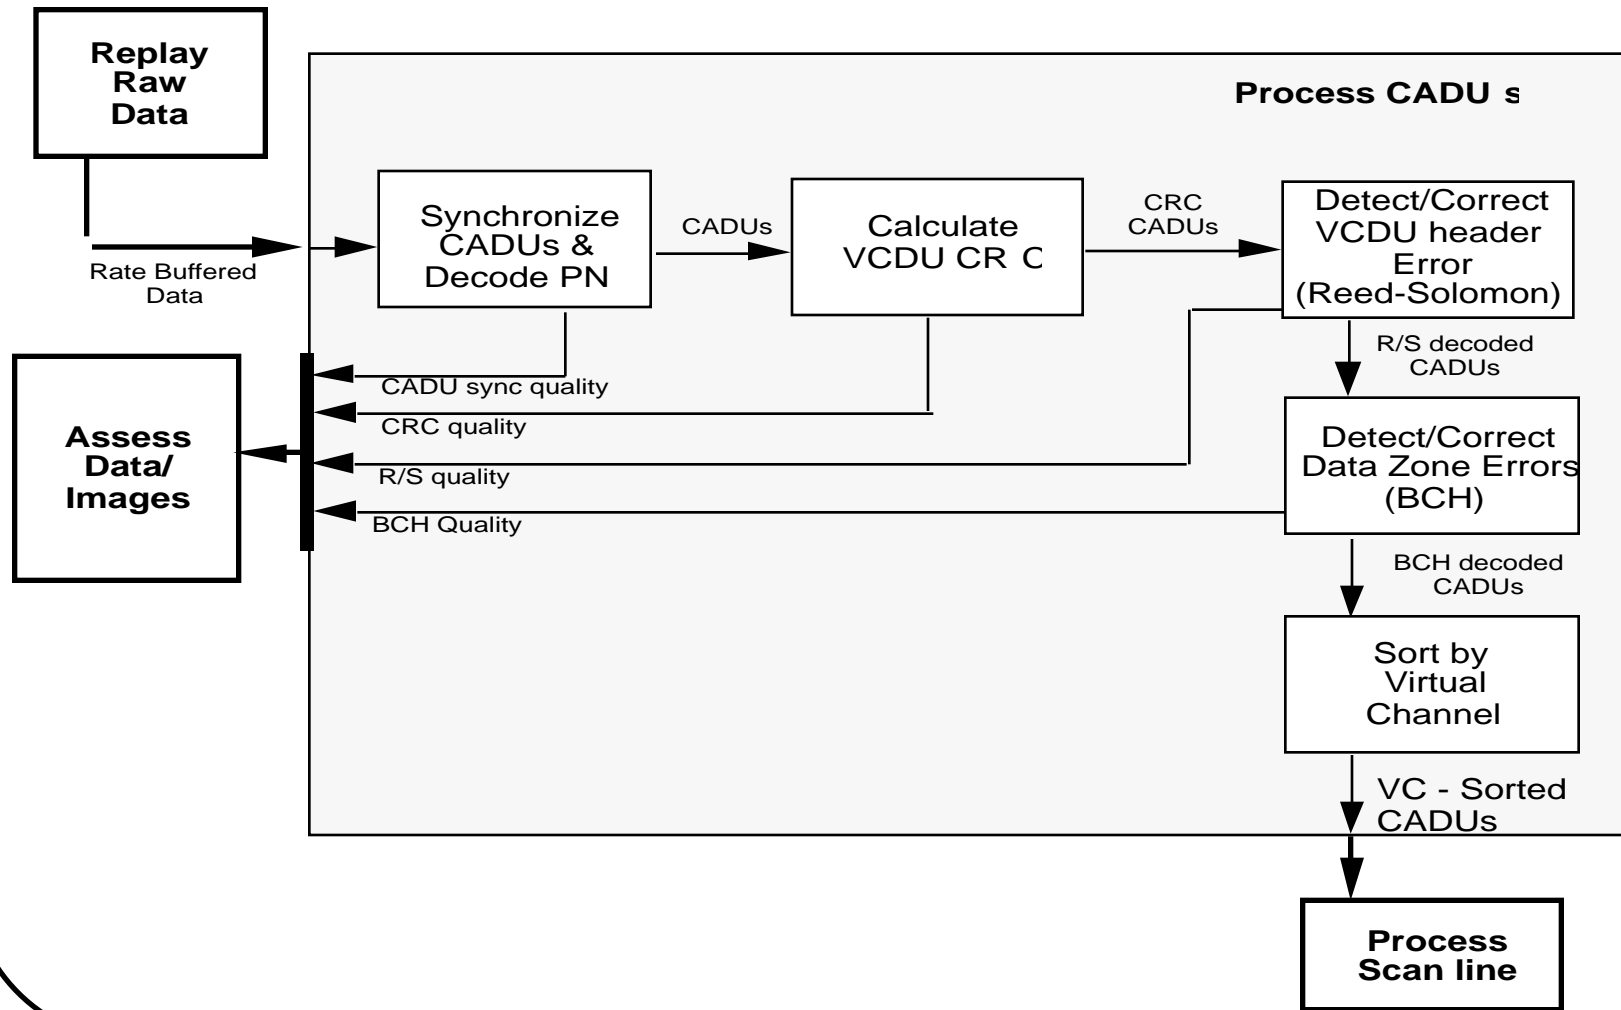 Replay
Raw
Data
Process CADU s
Synchronize
CADUs &
Decode PN
CADUs
Calculate
VCDU CR C
CRC
CADUs
Detect/Correct
VCDU header
Error
(Reed-Solomon)
Rate Buffered
Data
R/S decoded
CADUs
CADU sync quality
CRC quality
R/S quality
BCH Quality
Assess
Data/
Images
Detect/Correct
Data Zone Errors
(BCH)
BCH decoded
CADUs
Sort by
Virtual
Channel
VC - Sorted
CADUs
Process
Scan line